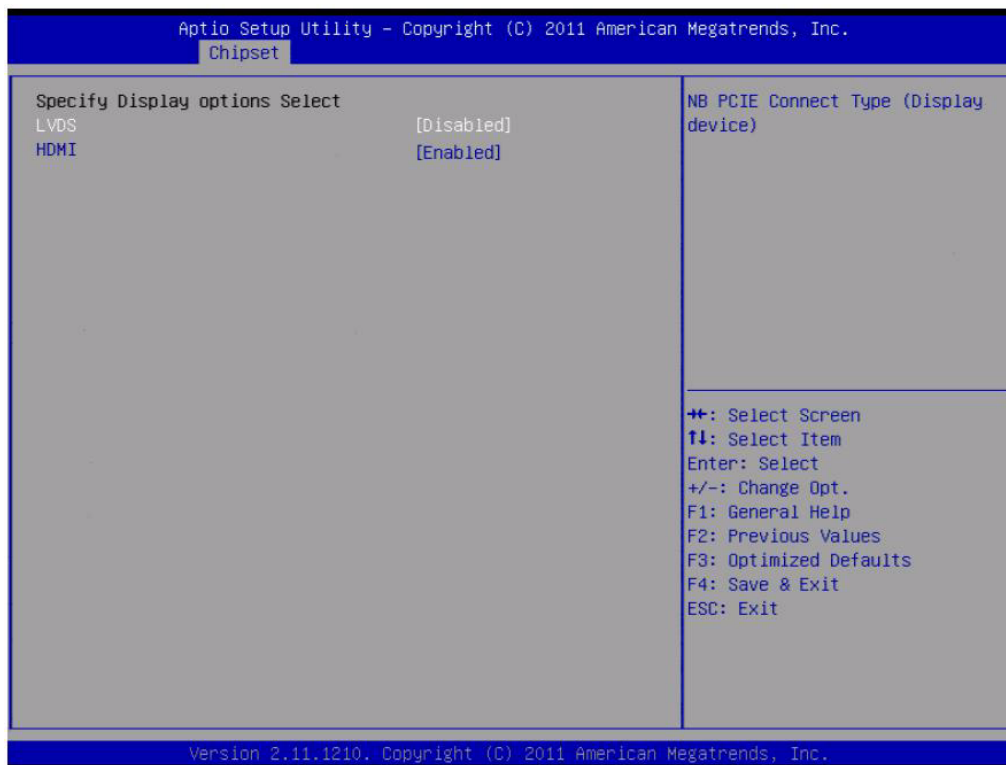 Aptio Setup Utility – Copyright (C) 2011 American Megatrends, Inc.
Chipset
Specify Display options Select
LVDS [Disabled]
HDMI [Enabled]
NB PCIE Connect Type (Display
device)
→←: Select Screen
↑↓: Select Item
Enter: Select
+/-: Change Opt.
F1: General Help
F2: Previous Values
F3: Optimized Defaults
F4: Save & Exit
ESC: Exit
Version 2.11.1210. Copyright (C) 2011 American Megatrends, Inc.